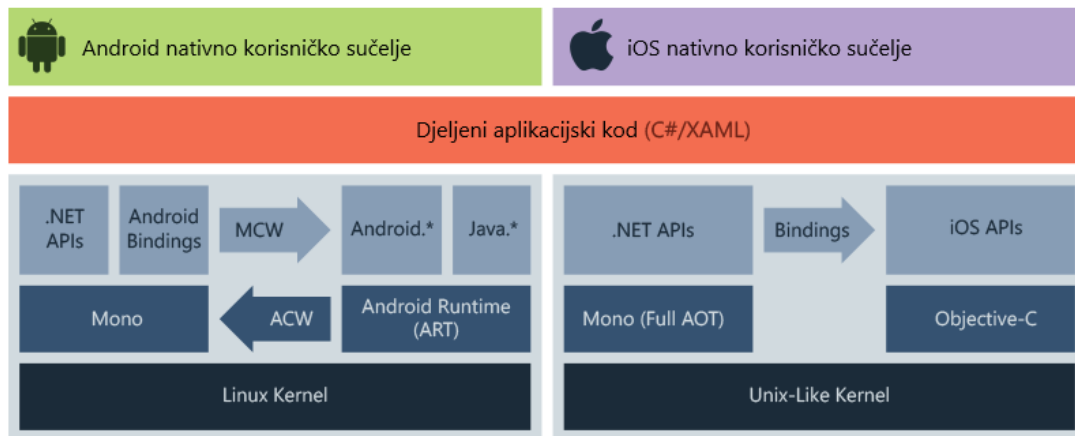 Android nativno korisničko sučelje
iOS nativno korisničko sučelje
Djeljeni aplikacijski kod (C#/XAML)
.NET
APIs
Android
Bindings
MCW
Android.*
Java.*
Mono
ACW
Android Runtime
(ART)
Linux Kernel
.NET APIs
Bindings
iOS APIs
Mono (Full AOT)
Objective-C
Unix-Like Kernel